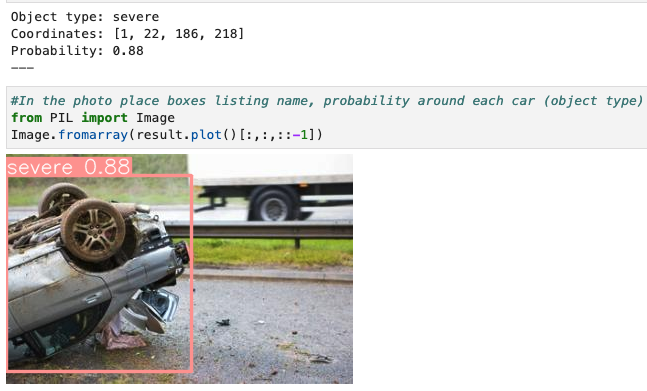 Object type: severe
Coordinates: [1, 22, 186, 218]
Probability: 0.88
---
#In the photo place boxes listing name, probability around each car (object type)
from PIL import Image
Image.fromarray(result.plot()[:,:,::-1])
severe 0.88